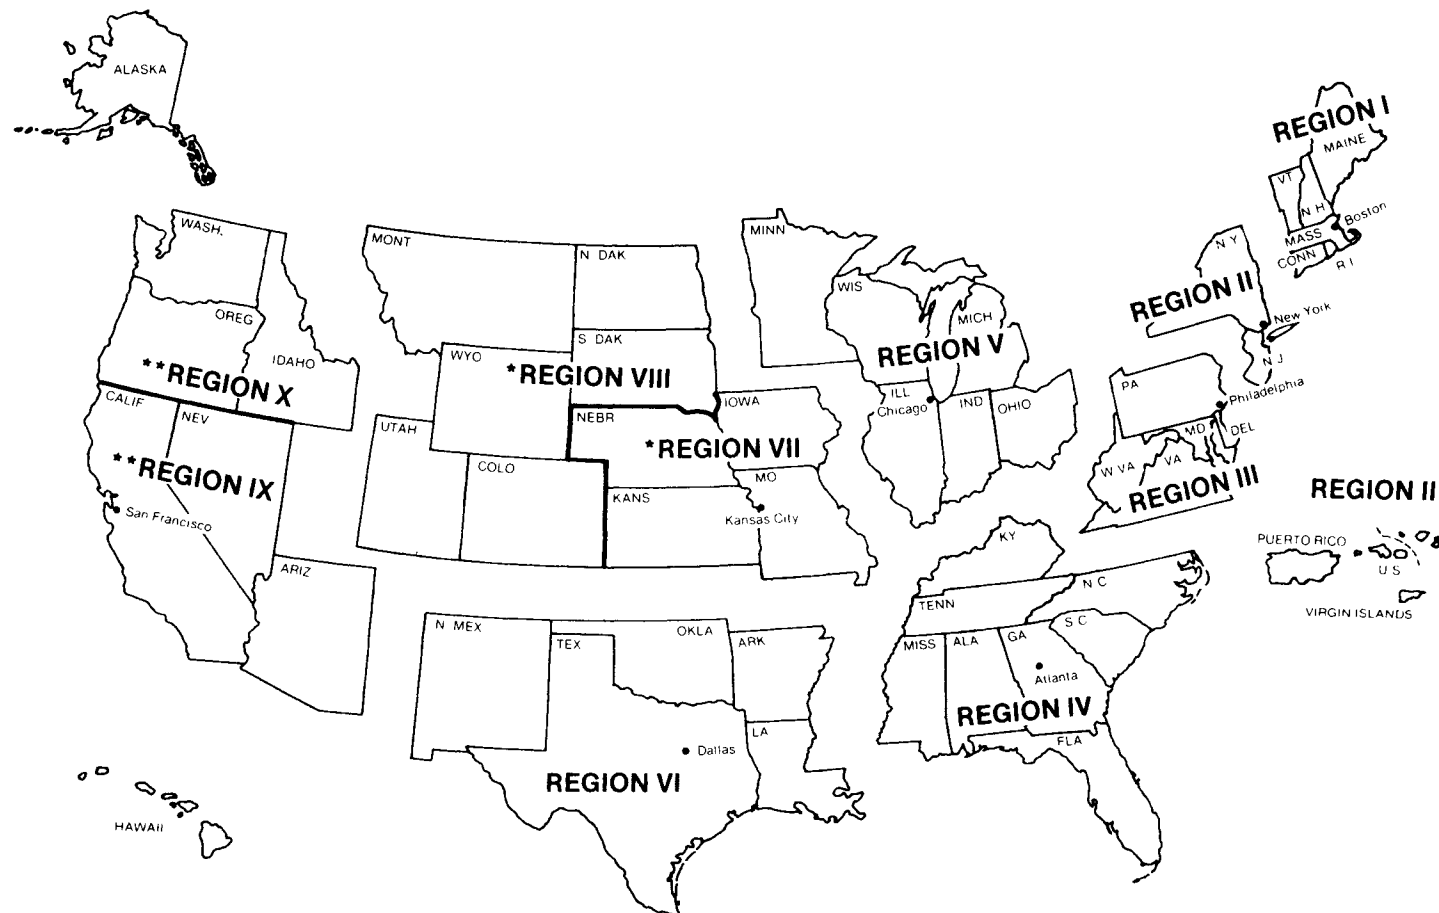 ALASKA
REGION I
MAINE
VT
N H
Boston
MASS
CONN
R I
WASH.
MONT
N DAK
MINN
N Y
OREG
WIS
REGION II
MICH
New York
S DAK
IDAHO
WYO
REGION V
N J
**REGION X
*REGION VIII
PA
CALIF
NEV
UTAH
NEBR
IOWA
ILL
Chicago
IND
OHIO
Philadelphia
MD
DEL
*REGION VII
**REGION IX
COLO
KANS
MO
W VA
VA
REGION III
REGION II
San Francisco
Kansas City
KY
PUERTO RICO
U S
VIRGIN ISLANDS
ARIZ
N C
TENN
N MEX
TEX
OKLA
ARK
MISS
ALA
GA
S C
Atlanta
REGION IV
LA
FLA
Dallas
REGION VI
HAWAII